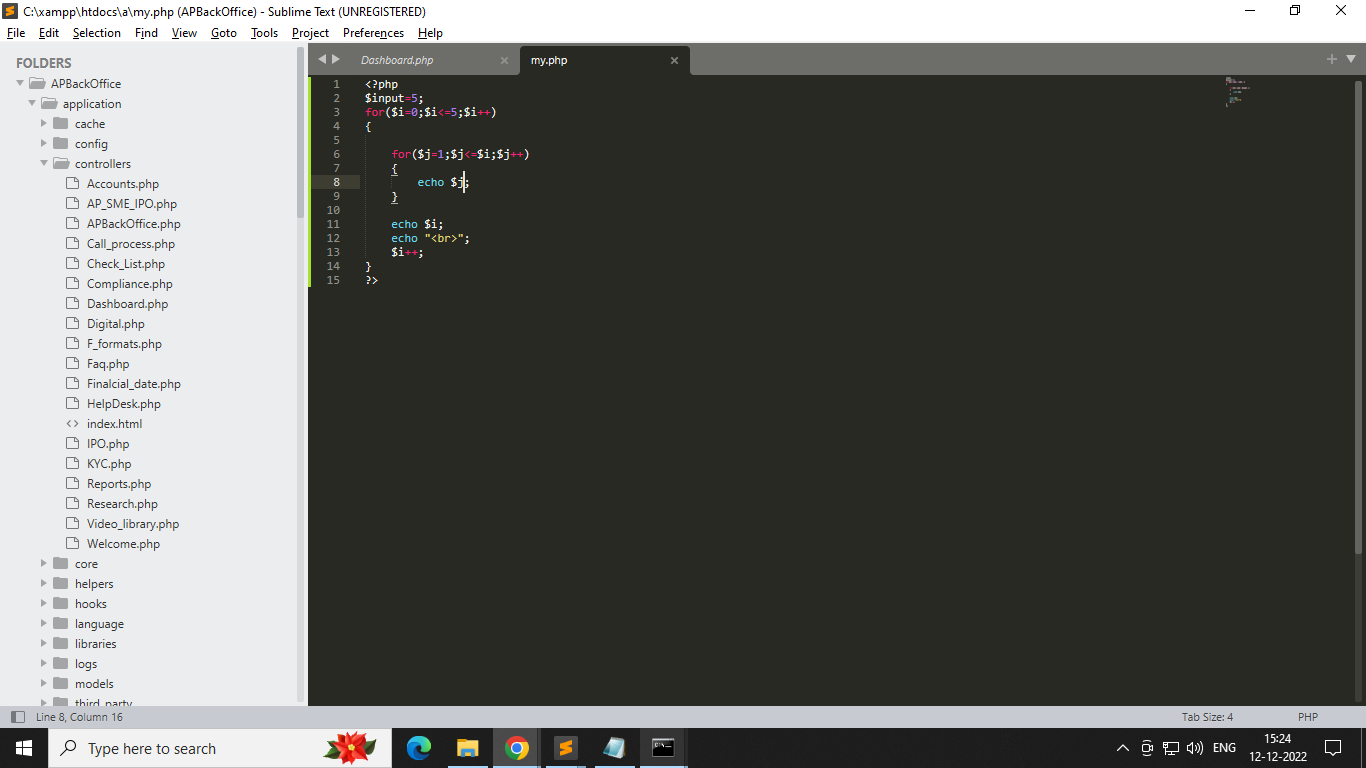 C:\xampp\htdocs\a\my.php (APBackOffice) - Sublime Text (UNREGISTERED)
File Edit Selection Find View Goto Tools Project Preferences Help
FOLDERS
APBackOffice
application
cache
config
controllers
Accounts.php
AP_SME_IPO.php
APBackOffice.php
Call_process.php
Check_List.php
Compliance.php
Dashboard.php
Digital.php
F_formats.php
Faq.php
Finalcial_date.php
HelpDesk.php
index.html
IPO.php
KYC.php
Reports.php
Research.php
Video_library.php
Welcome.php
core
helpers
hooks
language
libraries
logs
models
third_party
Dashboard.php
my.php
1 <?php
2 $input=5;
3 for($i=0;$i<=5;$i++)
4 {
5
6 for($j=1;$j<=$i;$j++)
7 {
8 echo $j;
9 }
10
11 echo $i;
12 echo "<br>";
13 $i++;
14 }
15 ?>
Line 8, Column 16
Tab Size: 4
PHP
Type here to search
ENG
15:24
12-12-2022